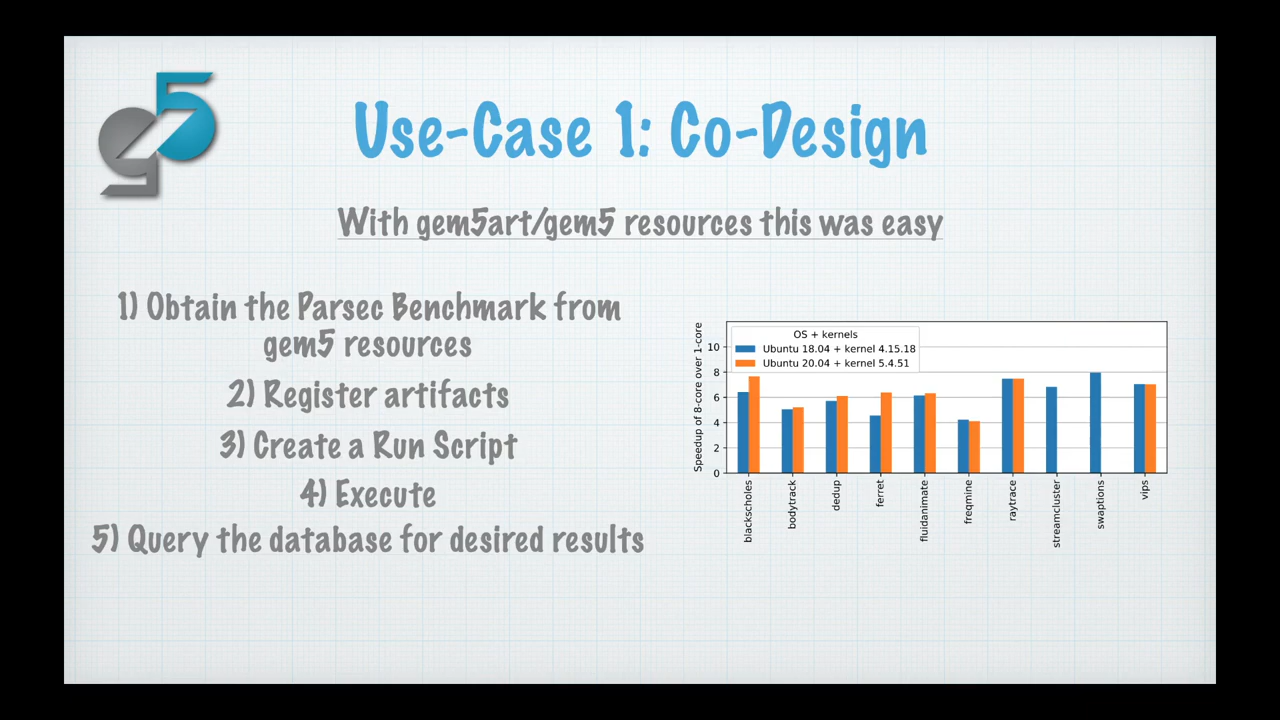 g5
Use-Case 1: Co-Design
With gem5art/gem5 resources this was easy
1) Obtain the Parsec Benchmark from
gem5 resources
2) Register artifacts
3) Create a Run Script
4) Execute
5) Query the database for desired results
Speedup of 8-core over 1-core
10
8
6
4
2
0
OS + kernels
Ubuntu 18.04 + kernel 4.15.18
Ubuntu 20.04 + kernel 5.4.51
blackscholes
bodytrack
dedup
ferret
fluidanimate
freqmine
raytrace
streamcluster
swaptions
vips